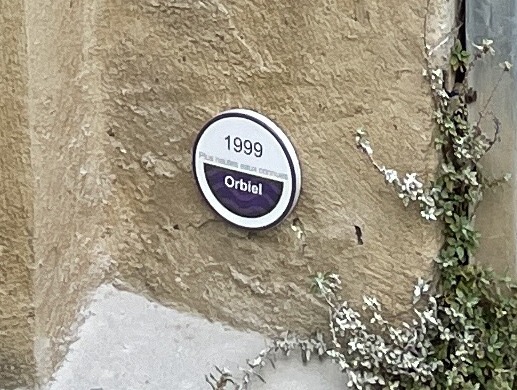 1999
Plus hautes eaux connues
Orbiel